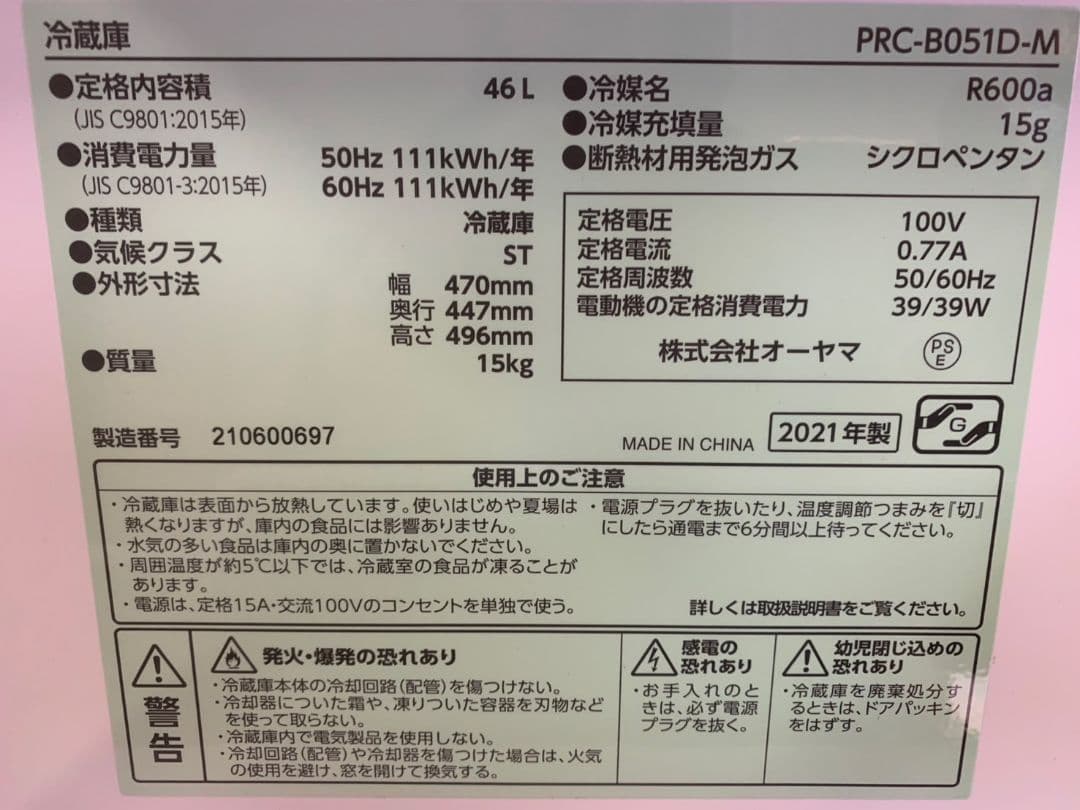 冷蔵庫
PRC-B051D-M
●定格内容積 46L
(JIS C9801:2015年)
●消費電力量 50Hz 111kWh/年
(JIS C9801-3:2015年) 60Hz 111kWh/年
●種類 冷蔵庫
●気候クラス ST
●外形寸法 幅 470mm
奥行 447mm
高さ 496mm
●質量 15kg
●冷媒名 R600a
●冷媒充填量 15g
●断熱材用発泡ガス シクロペンタン
定格電圧 100V
定格電流 0.77A
定格周波数 50/60Hz
電動機の定格消費電力 39/39W
株式会社オーヤマ PS E
製造番号 210600697
MADE IN CHINA 2021年製 G
使用上のご注意
・冷蔵庫は表面から放熱しています。使いはじめや夏場は
熱くなりますが、庫内の食品には影響ありません。
・水気の多い食品は庫内の奥に置かないでください。
・周囲温度が約5℃以下では、冷蔵室の食品が凍ることが
あります。
・電源は、定格15A・交流100Vのコンセントを単独で使う。
・電源プラグを抜いたり、温度調節つまみを『切』
にしたら通電まで6分間以上待ってください。
詳しくは取扱説明書をご覧ください。
警告
発火・爆発の恐れあり
・冷蔵庫本体の冷却回路(配管)を傷つけない。
・冷却器についた霜や、凍りついた容器を刃物など
を使って取らない。
・冷蔵庫内で電気製品を使用しない。
・冷却回路(配管)や冷却器を傷つけた場合は、火気
の使用を避け、窓を開けて換気する。
感電の
恐れあり
・お手入れのと
きは、必ず電源
プラグを抜く。
幼児閉じ込めの
恐れあり
・冷蔵庫を廃棄処分す
るときは、ドアパッキン
をはずす。